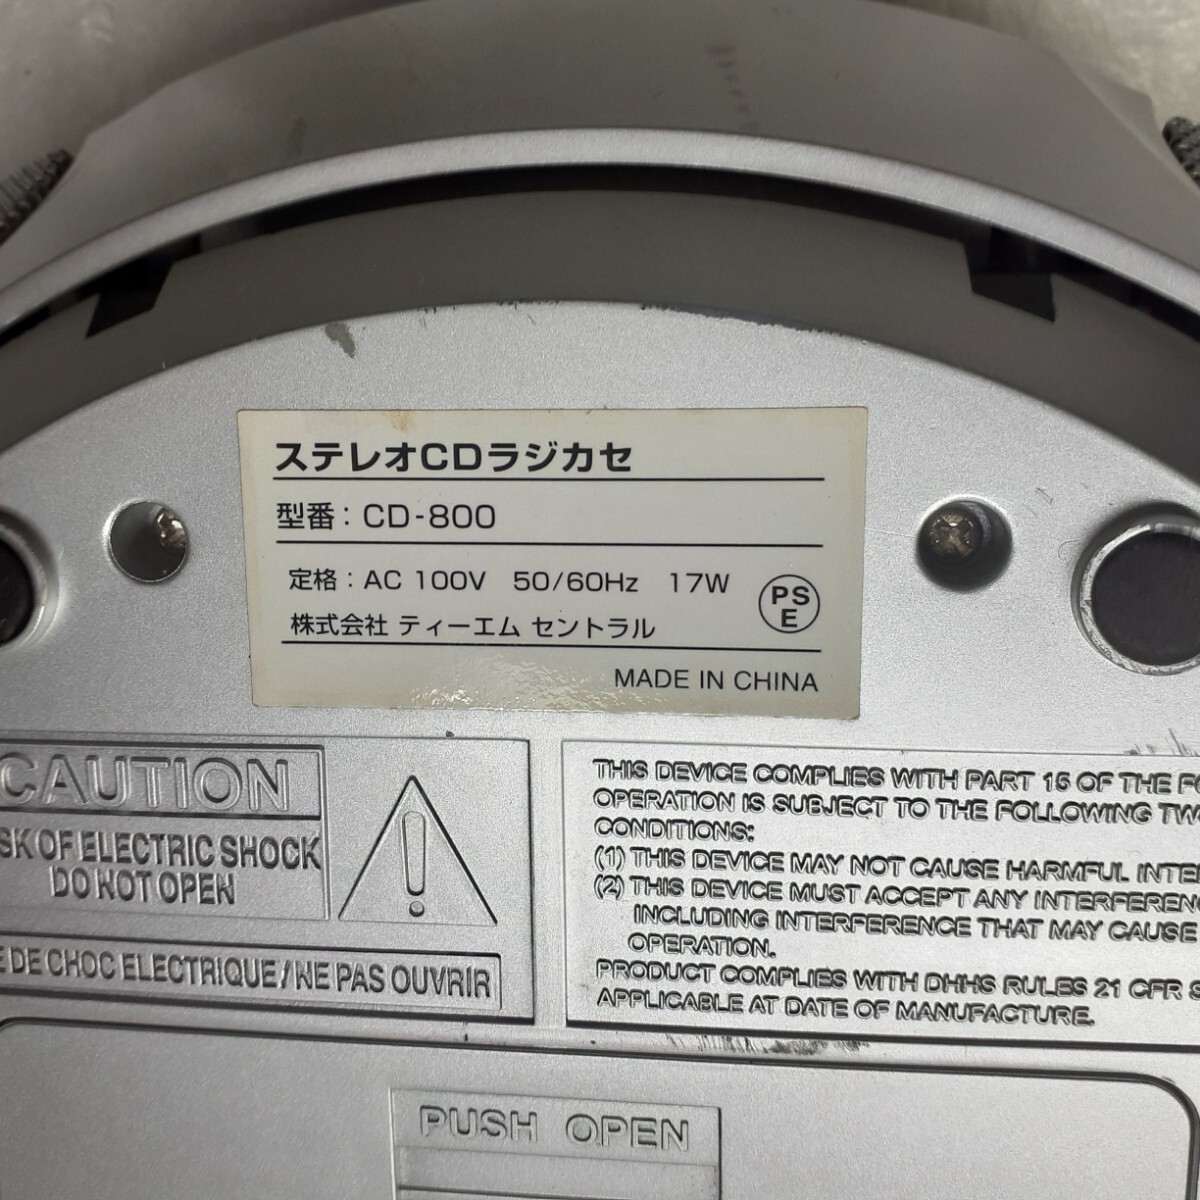 ステレオCDラジカセ
型番：CD-800
定格：AC 100V 50/60Hz 17W
株式会社 ティーエム セントラル
PS
E
MADE IN CHINA
CAUTION
OF ELECTRIC SHOCK
DO NOT OPEN
DE CHOC ELECTRIQUE/NE PAS OUVRIR
THIS DEVICE COMPLIES WITH PART 15 OF THE
OPERATION IS SUBJECT TO THE FOLLOWING
CONDITIONS:
(1) THIS DEVICE MAY NOT CAUSE HARMFUL
(2) THIS DEVICE MUST ACCEPT ANY
INCLUDING INTERFERENCE THAT MAY CAUSE
OPERATION.
PRODUCT COMPLIES WITH DHHS RULES 21 CFR
APPLICABLE AT DATE OF MANUFACTURE.
PUSH OPEN